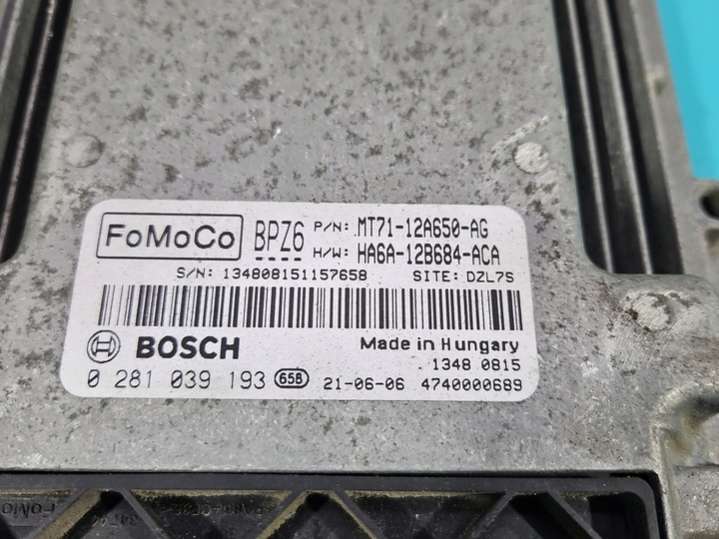 FoMoCo BPZ6 P/N: MT71-12A650-AG
H/W: HA6A-12B684-ACA
S/N: 134808151157658 SITE: DZL7S
BOSCH Made in Hungary
1348 0815
0 281 039 193 658 21-06-06 4740000689
FoMoC